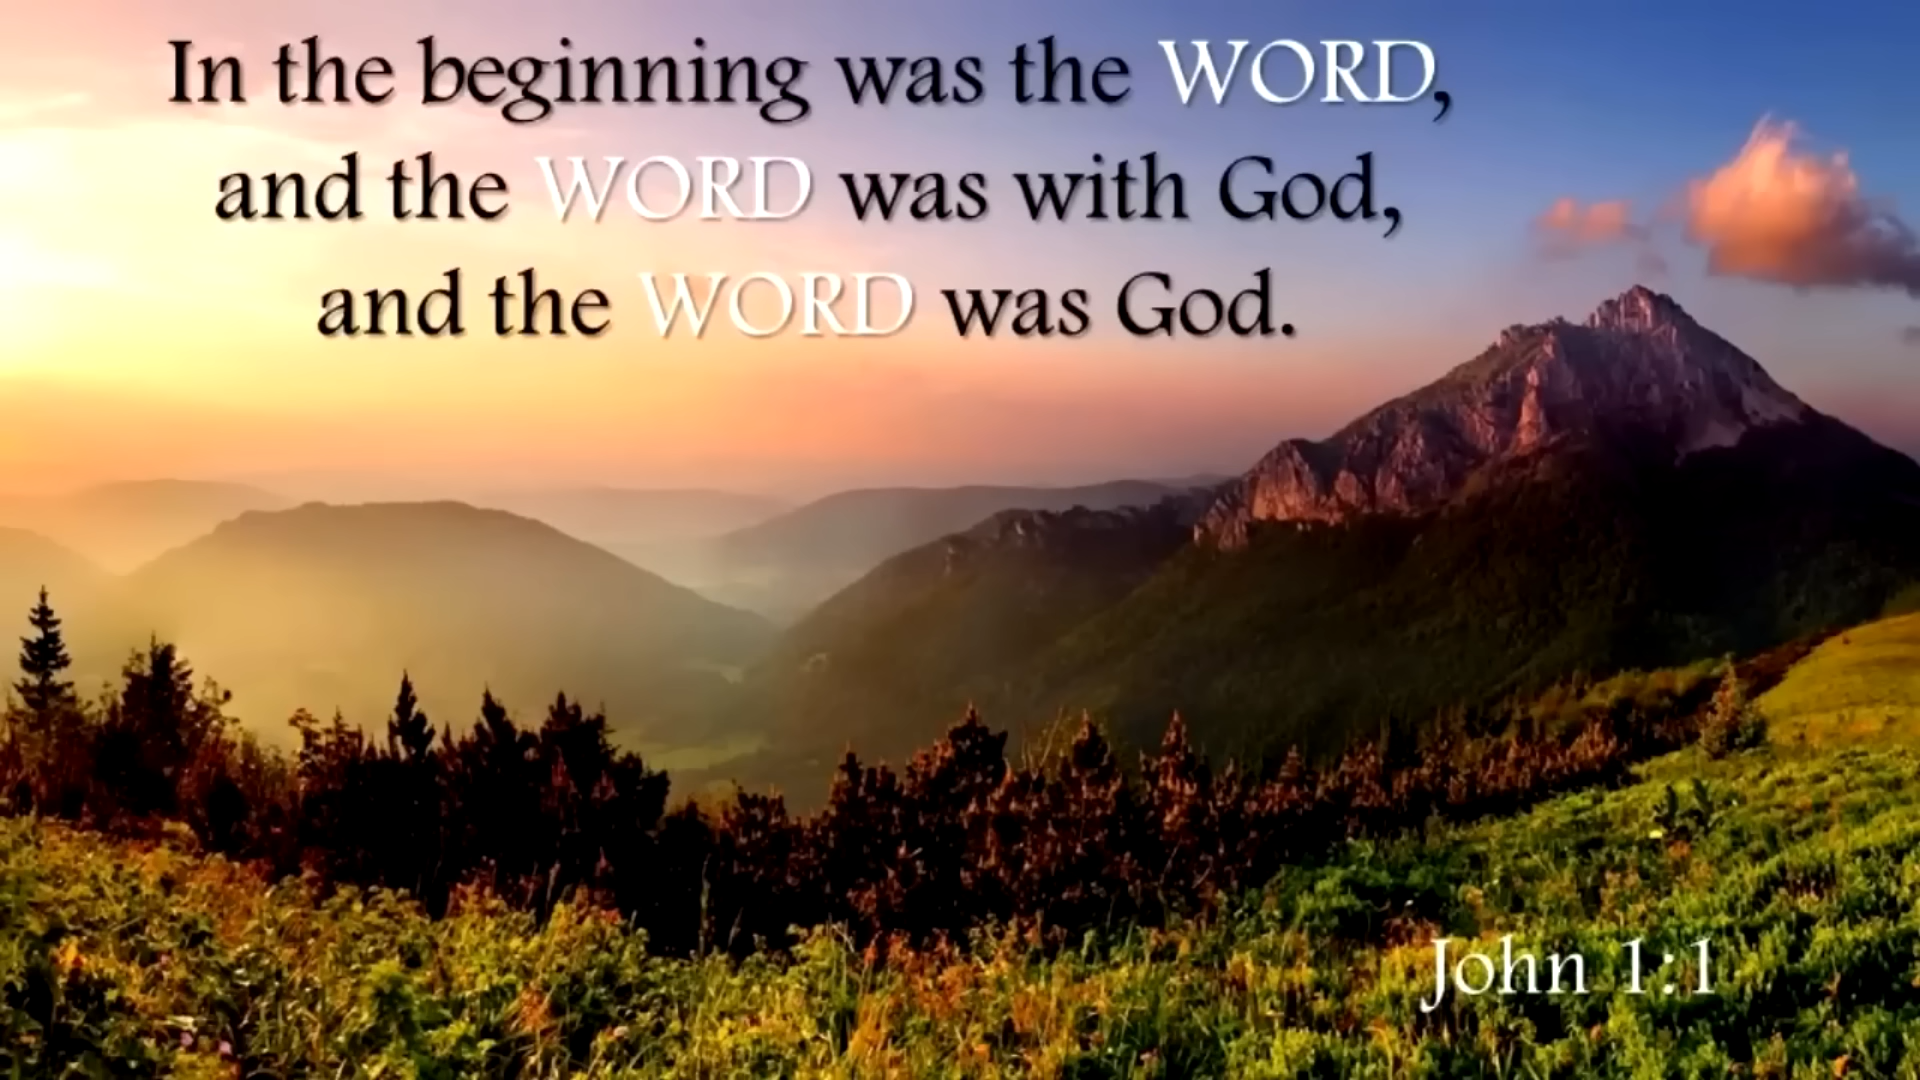 In the beginning was the WORD,
and the WORD was with God,
and the WORD was God.
John 1:1